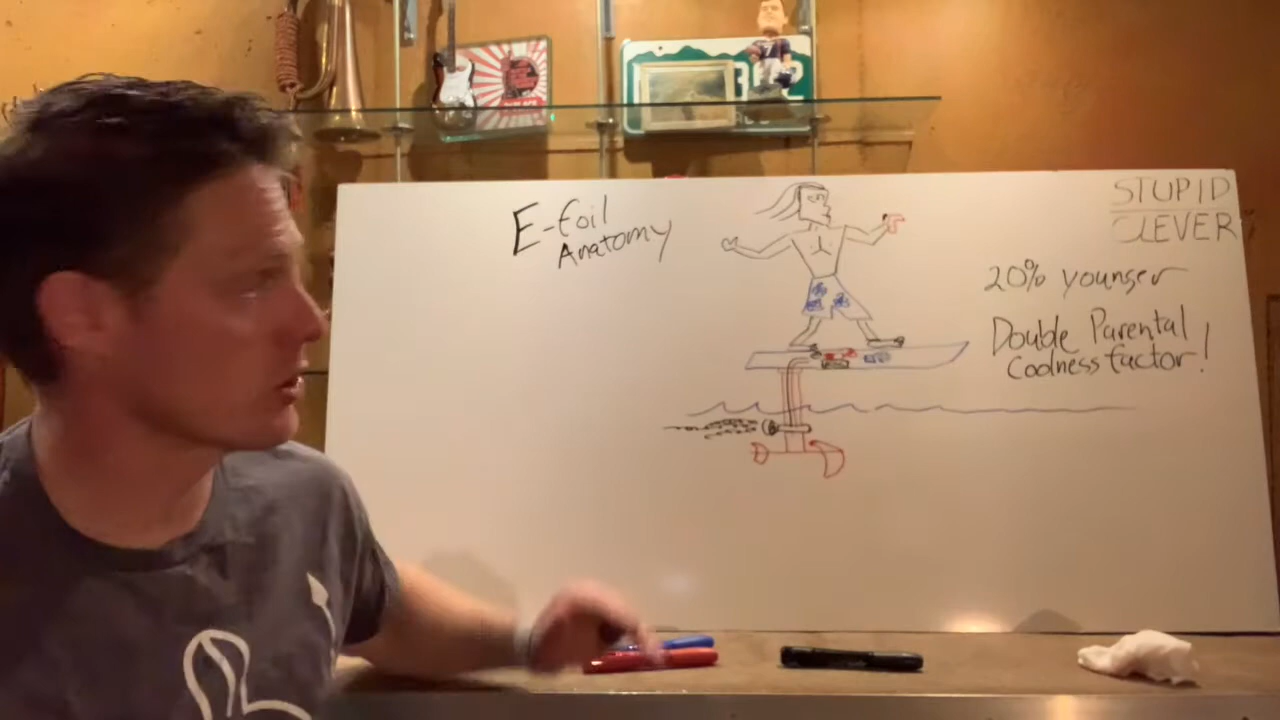 E-foil
Anatomy
STUPID
CLEVER
20% younger
Double Parental
Coolness factor!